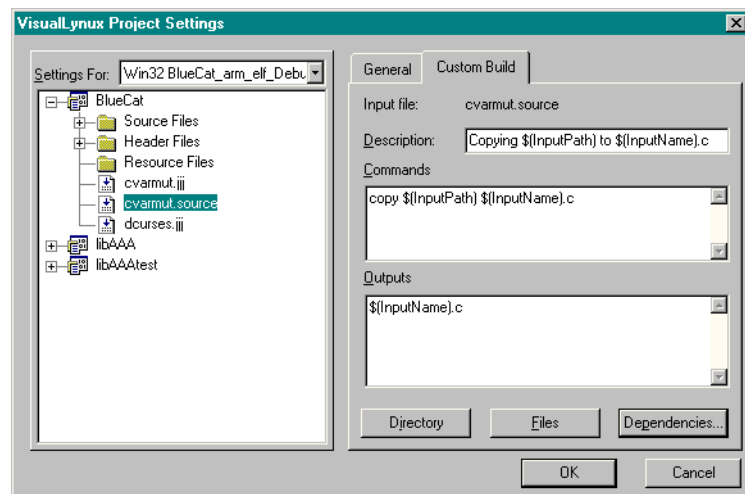 VisualLynux Project Settings
Settings For: Win32 BlueCat_arm_elf_Debu
BlueCat
Source Files
Header Files
Resource Files
cvarmut.jjj
cvarmut.source
dcurses.jjj
libAAA
libAAAtest
General Custom Build
Input file: cvarmut.source
Description: Copying $(InputPath) to $(InputName).c
Commands
copy $(InputPath) $(InputName).c
Outputs
$(InputName).c
Directory Files Dependencies...
OK Cancel